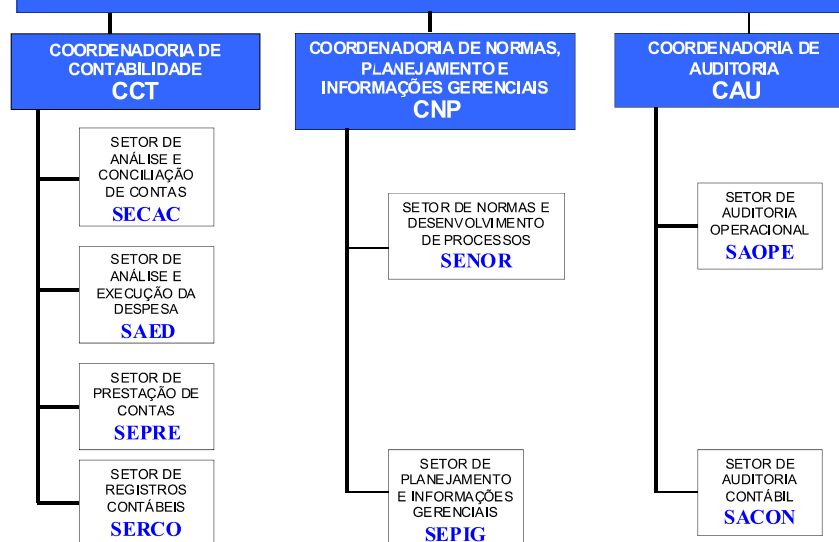 COORDENADORIA DE
CONTABILIDADE
CCT
SETOR DE
ANÁLISE E
CONCILIAÇÃO
DE CONTAS
SECAC
SETOR DE
ANÁLISE E
EXECUÇÃO DA
DESPESA
SAED
SETOR DE
PRESTAÇÃO DE
CONTAS
SEPRE
SETOR DE
REGISTROS
CONTÁBEIS
SERCO
COORDENADORIA DE NORMAS,
PLANEJAMENTO E
INFORMAÇÕES GERENCIAIS
CNP
SETOR DE NORMAS E
DESENVOLVIMENTO
DE PROCESSOS
SENOR
SETOR DE
PLANEJAMENTO
E INFORMAÇÕES
GERENCIAIS
SEPIG
COORDENADORIA DE
AUDITORIA
CAU
SETOR DE
AUDITORIA
OPERACIONAL
SAOPE
SETOR DE
AUDITORIA
CONTÁBIL
SACON